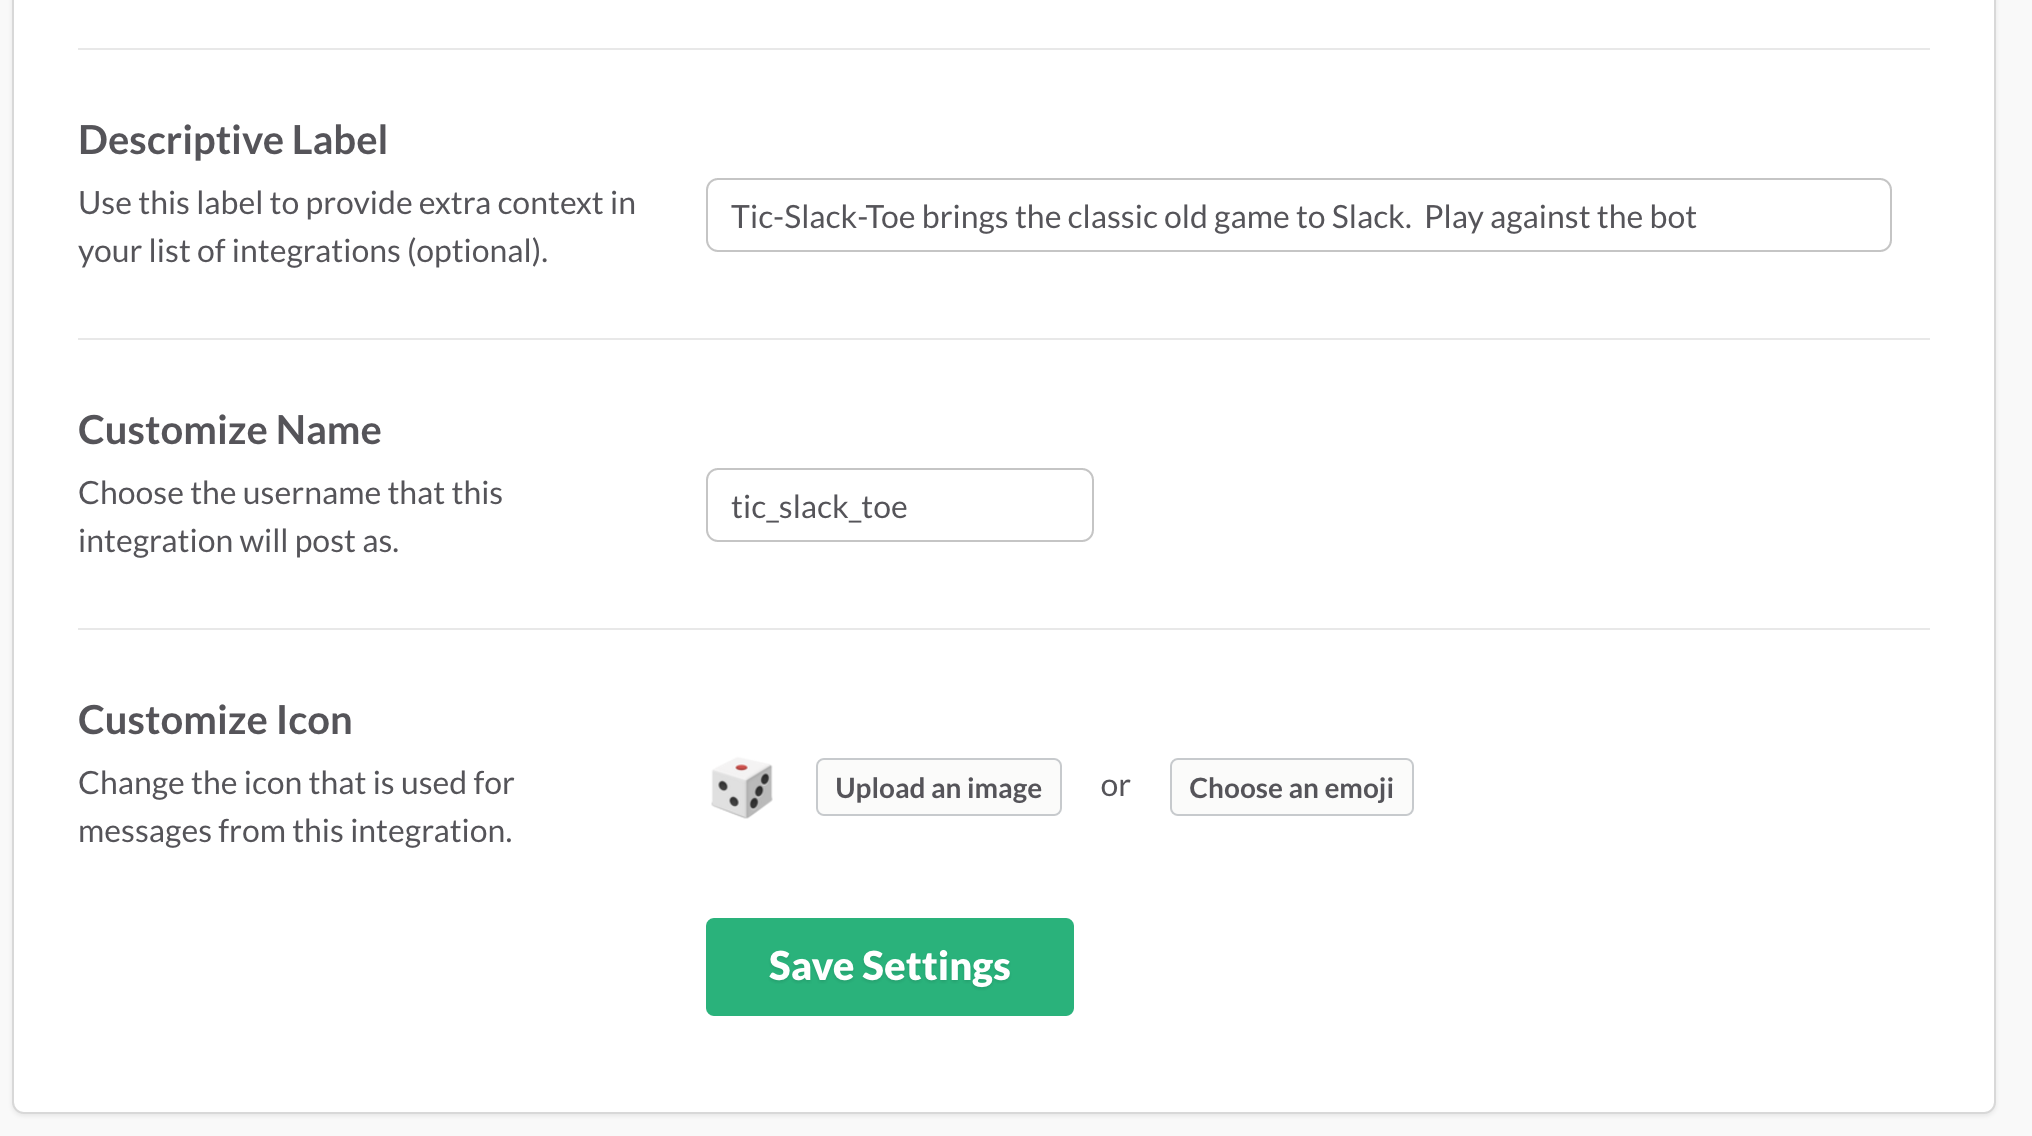 Descriptive Label
Use this label to provide extra context in
your list of integrations (optional).
Tic-Slack-Toe brings the classic old game to Slack.  Play against the bot
Customize Name
Choose the username that this
integration will post as.
tic_slack_toe
Customize Icon
Change the icon that is used for
messages from this integration.
Upload an image or Choose an emoji
Save Settings